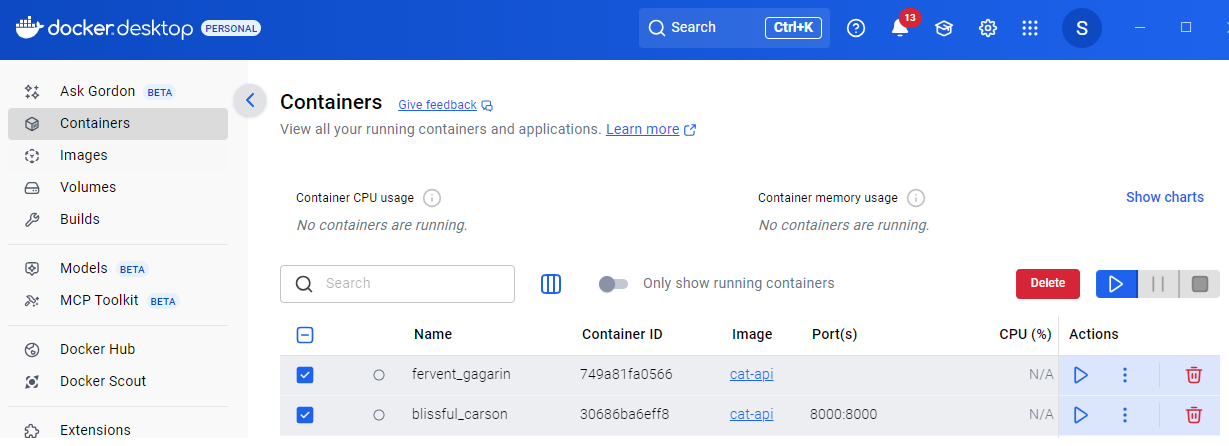 docker.desktop PERSONAL Search Ctrl+K 13 S
Ask Gordon BETA
Containers
Images
Volumes
Builds
Models BETA
MCP Toolkit BETA
Docker Hub
Docker Scout
Extensions
Containers Give feedback
View all your running containers and applications. Learn more
Container CPU usage
No containers are running.
Container memory usage
No containers are running.
Show charts
Search
Only show running containers
Delete
Name Container ID Image Port(s) CPU (%) Actions
fervent_gagarin 749a81fa0566 cat-api N/A
blissful_carson 30686ba6eff8 cat-api 8000:8000 N/A